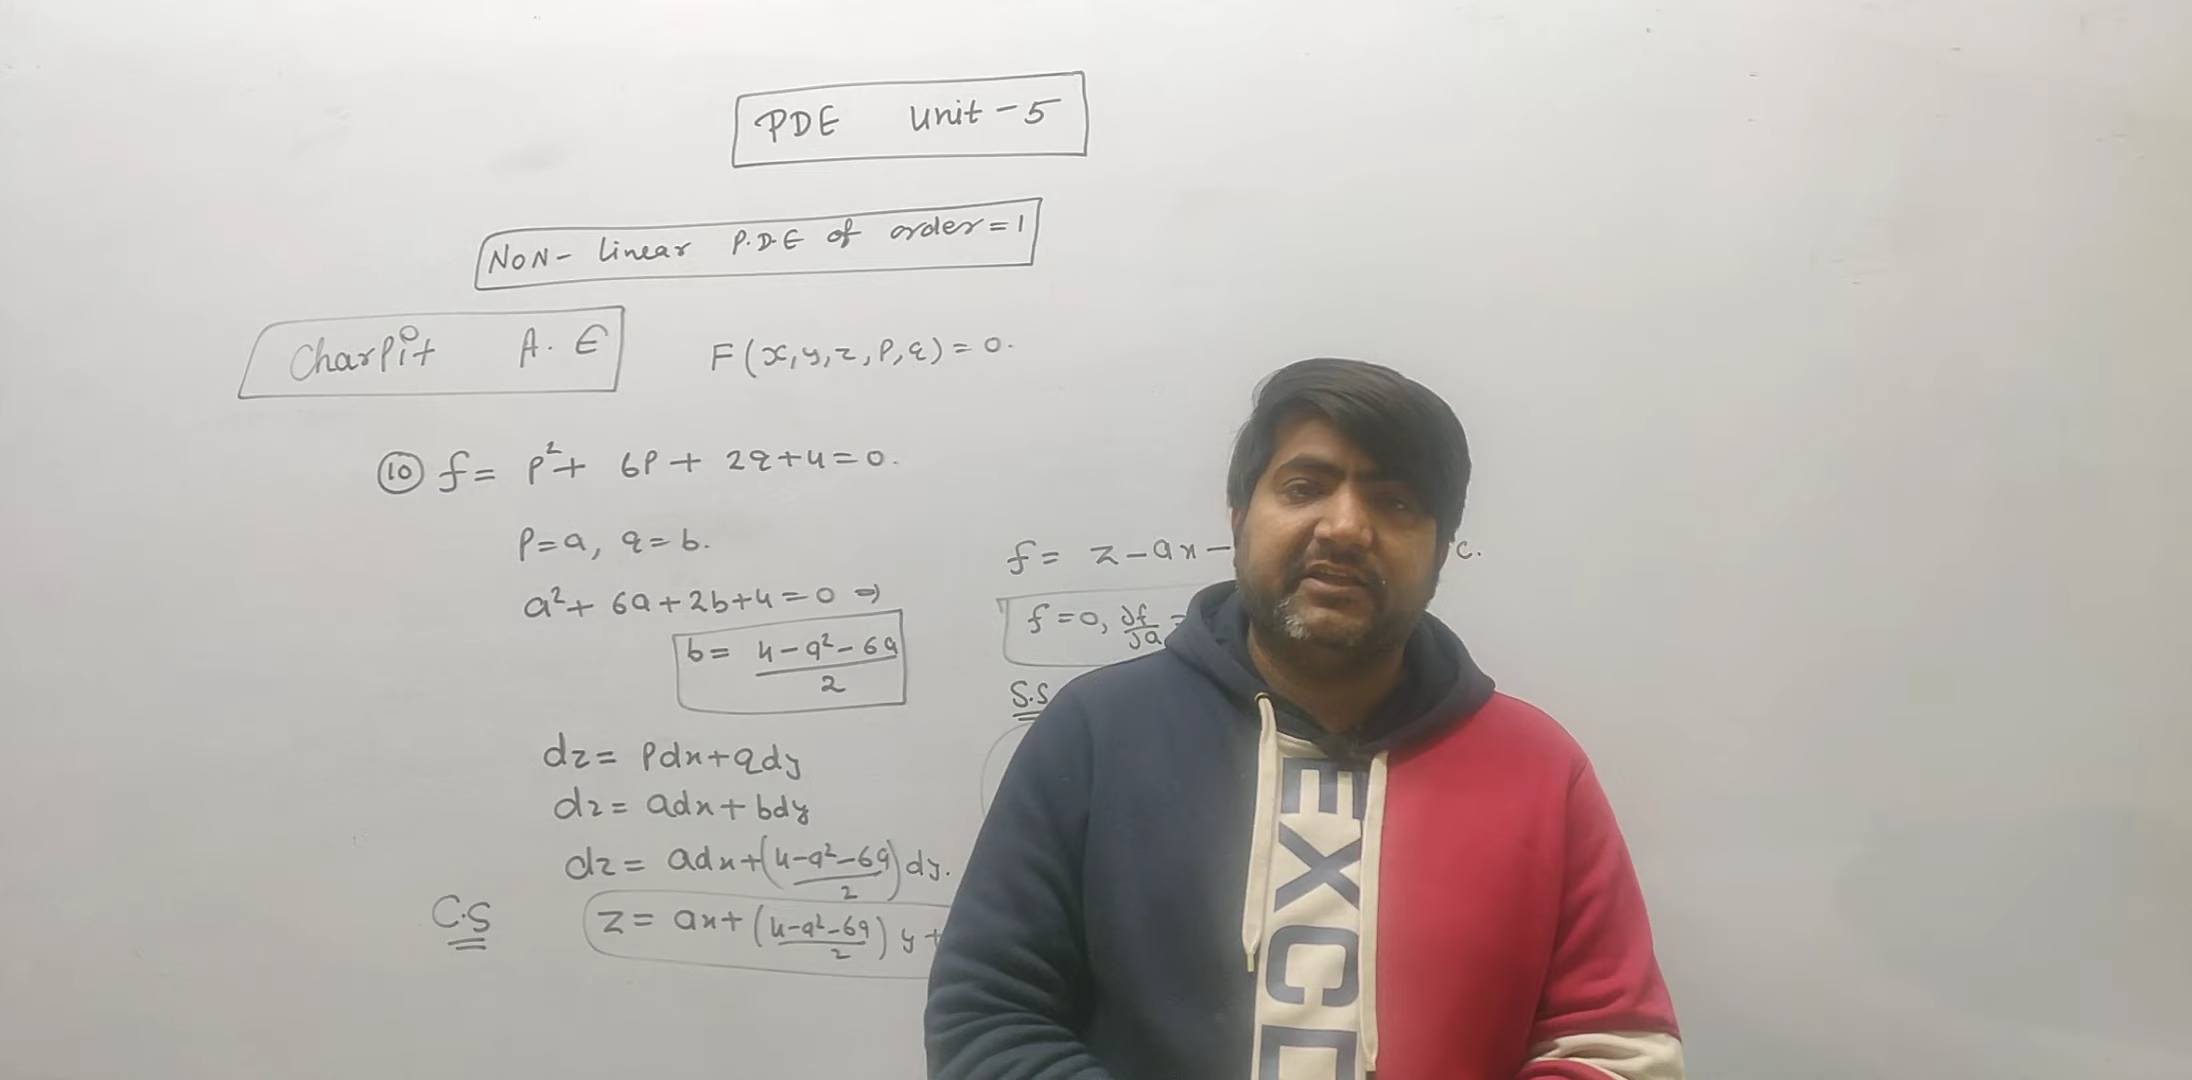 PDE Unit - 5
NON- linear P.D.E of order = 1
Charpit A.E F(x,y,z,p,q) = 0.
⑩ f = p²+ 6p + 2q+4=0.
p=a, q=b.
a²+ 6a+2b+4=0 ⇒
b= 4-a²-6a / 2
dz= pdx+qdy
dz= adx+bdy
dz= adx+(4-a²-6a / 2)dy.
C.S z= ax+(4-a²-6a / 2)y+
f= z-ax- c.
f=0, ∂f/∂a =
S.S
EXCE